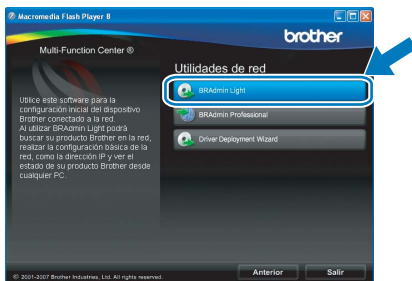 Macromedia Flash Player 8
brother
Multi-Function Center ®
Utilidades de red
BRAdmin Light
BRAdmin Professional
Driver Deployment Wizard
Utilice este software para la
configuración inicial del dispositivo
Brother conectado a la red.
Al utilizar BRAdmin Light podrá
buscar su producto Brother en la red,
realizar la configuración básica de la
red, como la dirección IP y ver el
estado de su producto Brother desde
cualquier PC.
© 2001-2007 Brother Industries, Ltd. All rights reserved.
Anterior
Salir